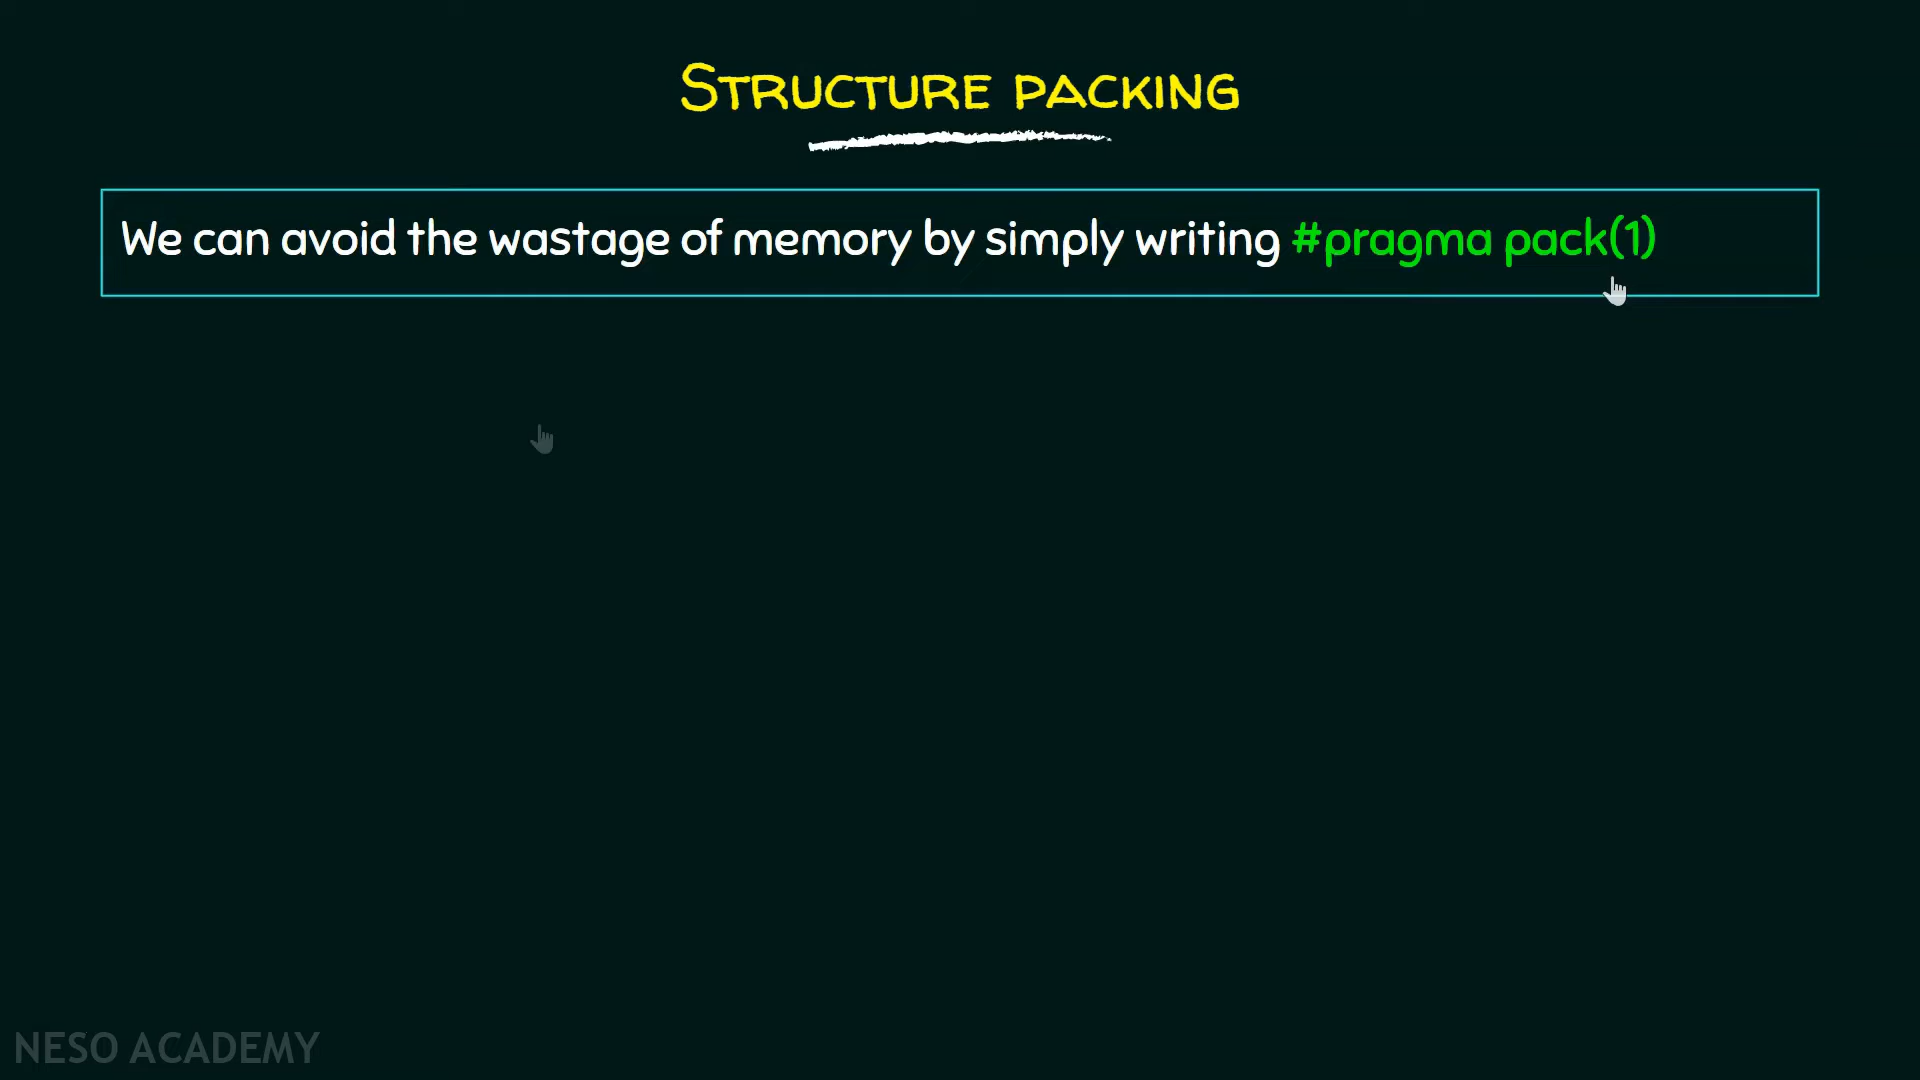 STRUCTURE PACKING
We can avoid the wastage of memory by simply writing #pragma pack(1)
NESO ACADEMY